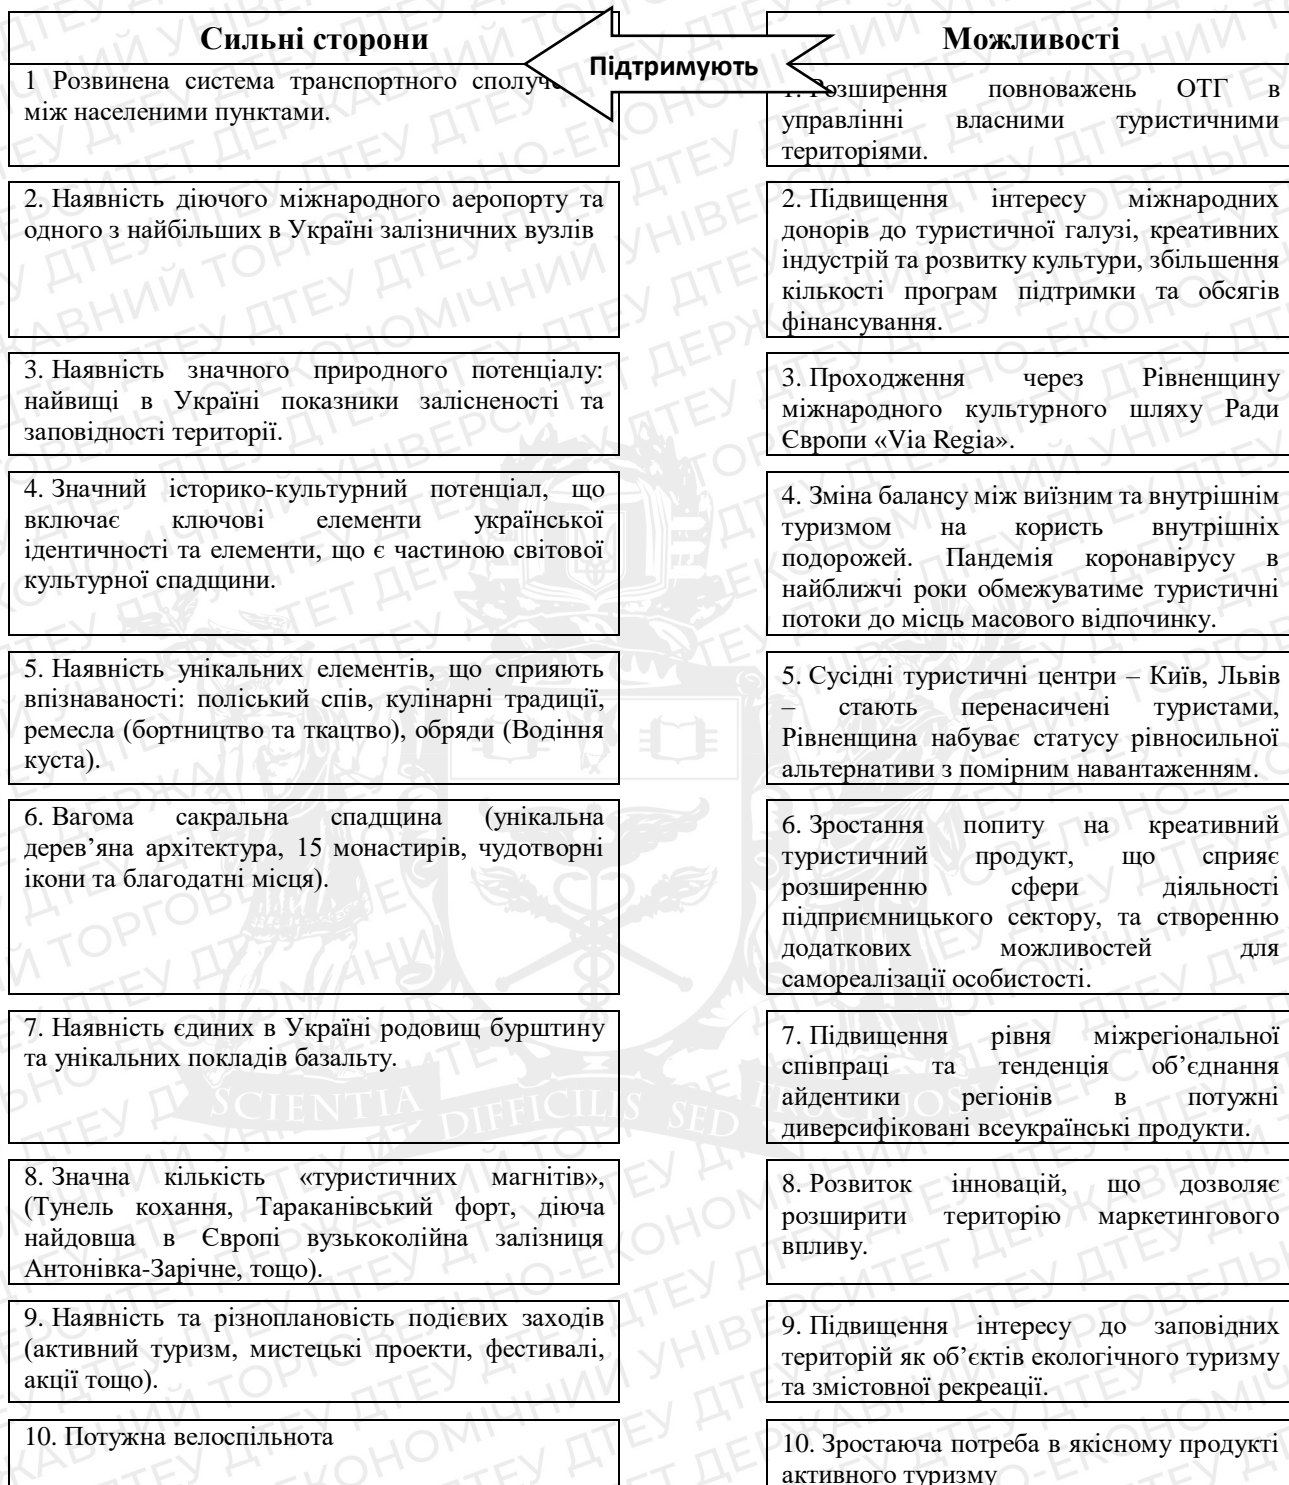 Сильні сторони
1 Розвинена система транспортного
між населеними пунктами.
2. Наявність діючого міжнародного аеропорту та
одного з найбільших в Україні залізничних вузлів
3. Наявність значного природного потенціалу:
найвищі в Україні показники залісненості та
заповідності території.
4. Значний історико-культурний потенціал, що
включає ключові елементи української
ідентичності та елементи, що є частиною світової
культурної спадщини.
5. Наявність унікальних елементів, що сприяють
впізнаваності: поліський спів, кулінарні традиції,
ремесла (бортництво та ткацтво), обряди (Водіння
куста).
6. Вагома сакральна спадщина (унікальна
дерев’яна архітектура, 15 монастирів, чудотворні
ікони та благодатні місця).
7. Наявність єдиних в Україні родовищ бурштину
та унікальних покладів базальту.
8. Значна кількість «туристичних магнітів»,
(Тунель кохання, Тараканівський форт, діюча
найдовша в Європі вузькоколійна залізниця
Антонівка-Зарічне, тощо).
9. Наявність та різноплановість подієвих заходів
(активний туризм, мистецькі проекти, фестивалі,
акції тощо).
10. Потужна велоспільнота
Підтримують
Можливості
1. Розширення повноважень ОТГ в
управлінні власними туристичними
територіями.
2. Підвищення інтересу міжнародних
донорів до туристичної галузі, креативних
індустрій та розвитку культури, збільшення
кількості програм підтримки та обсягів
фінансування.
3. Проходження через Рівненщину
міжнародного культурного шляху Ради
Європи «Via Regia».
4. Зміна балансу між виїзним та внутрішнім
туризмом на користь внутрішніх
подорожей. Пандемія коронавірусу в
найближчі роки обмежуватиме туристичні
потоки до місць масового відпочинку.
5. Сусідні туристичні центри – Київ, Львів
– стають перенасичені туристами,
Рівненщина набуває статусу рівносильної
альтернативи з помірним навантаженням.
6. Зростання попиту на креативний
туристичний продукт, що сприяє
розширенню сфери діяльності
підприємницького сектору, та створенню
додаткових можливостей для
самореалізації особистості.
7. Підвищення рівня міжрегіональної
співпраці та тенденція об’єднання
айдентики регіонів в потужні
диверсифіковані всеукраїнські продукти.
8. Розвиток інновацій, що дозволяє
розширити територію маркетингового
впливу.
9. Підвищення інтересу до заповідних
територій як об’єктів екологічного туризму
та змістовної рекреації.
10. Зростаюча потреба в якісному продукті
активного туризму
SCIENTIA DIFFICILIS SED